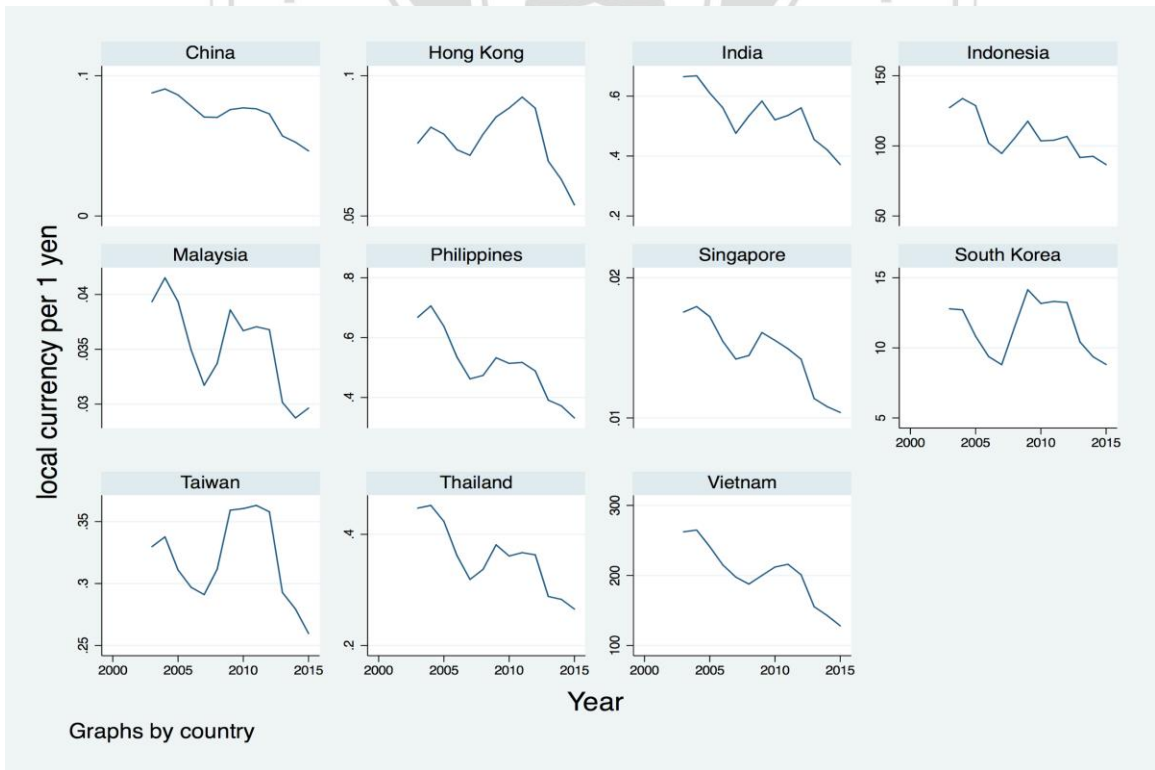 China Hong Kong India Indonesia
.1 .1 .6 150
.4 100
0 .05 .2 50
Malaysia Philippines Singapore South Korea
.04 .8 .02 15
.035 .6 10
.03 .4 .01 5
2000 2005 2010 2015
Taiwan Thailand Vietnam
.35 .4 300
.3 200
.25 .2 100
2000 2005 2010 2015 2000 2005 2010 2015 2000 2005 2010 2015
local currency per 1 yen
Year
Graphs by country